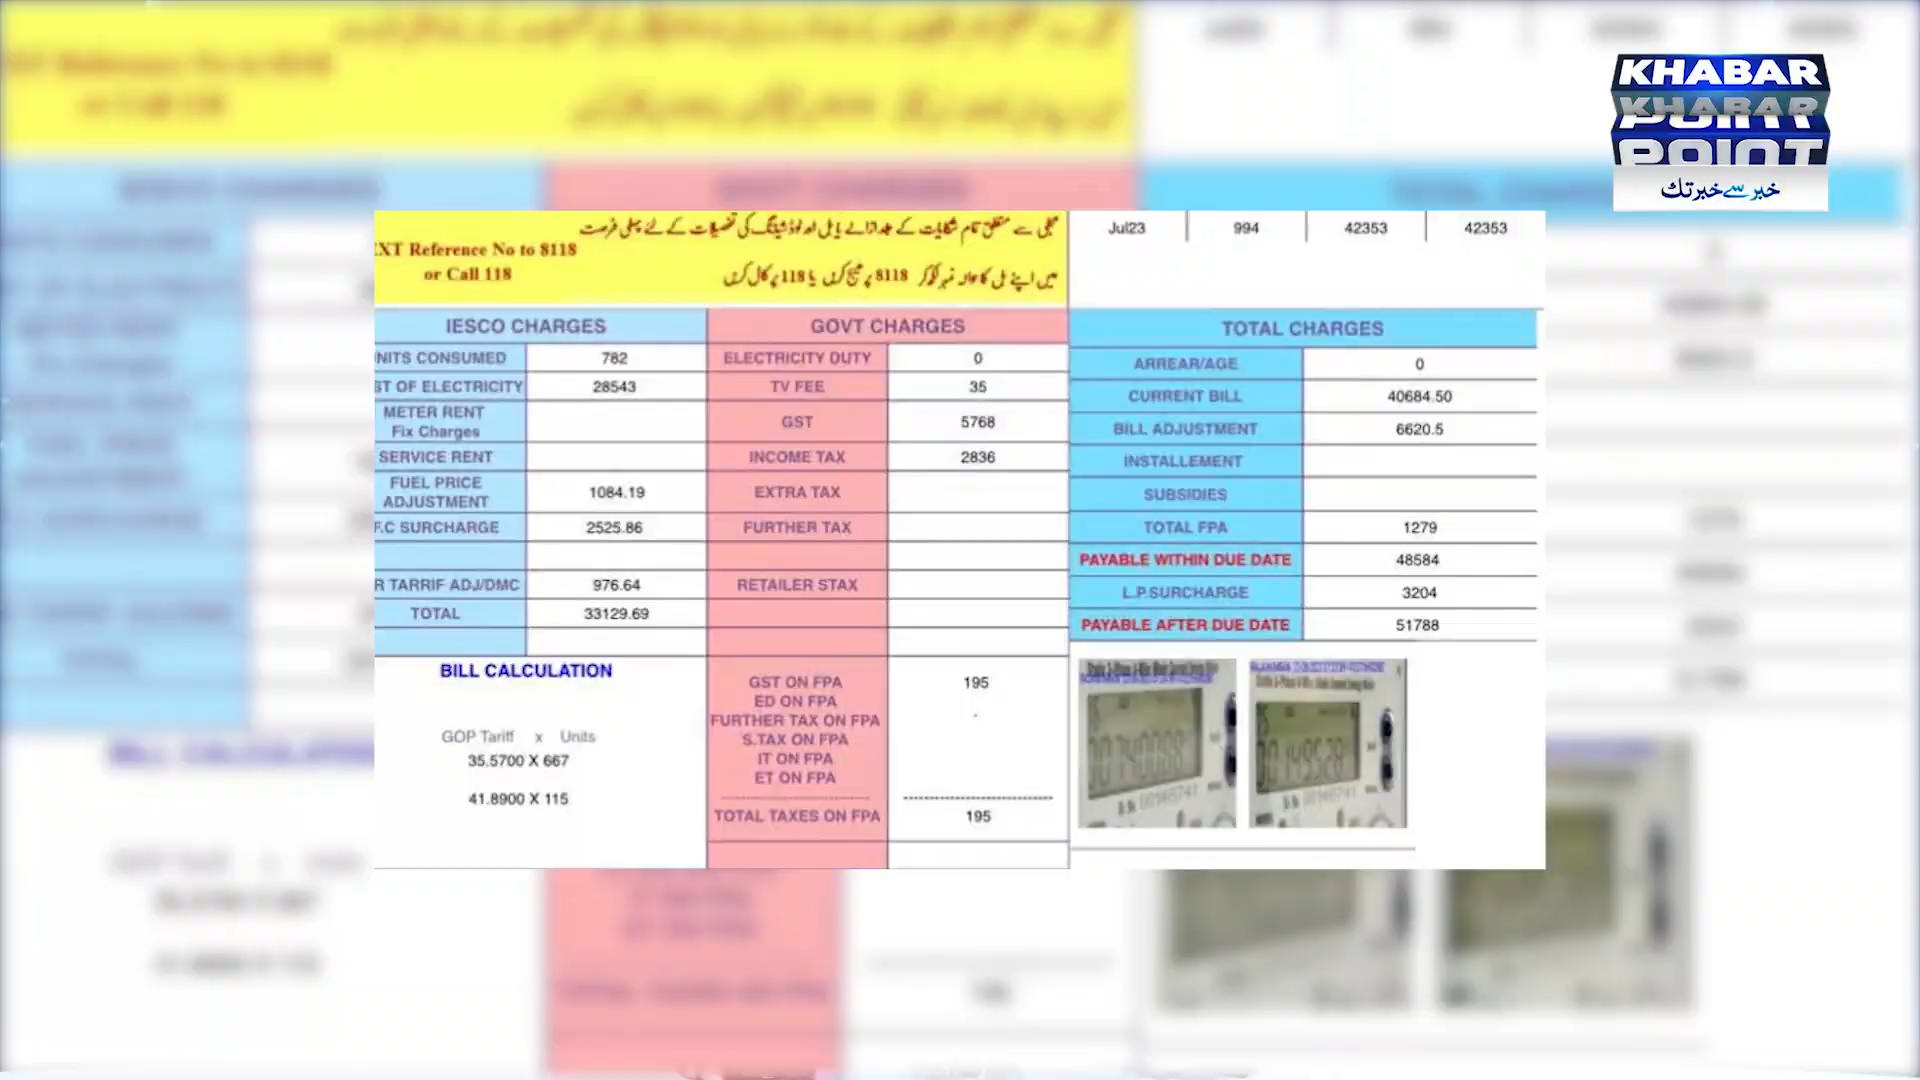 KHABAR
KHABAR
POINT
POINT
خبر سے خبر تک
بجلی سے متعلق تمام شکایات کے جلد ازالے یا بل اور لوڈ شیڈنگ کی تفصیلات کے لئے پہلی فرصت
EXT Reference No to 8118
or Call 118
میں اپنے بل کا حوالہ نمبر لکھ کر 8118 پر میسج کریں یا 118 پر کال کریں
Jul23 994 42353 42353
IESCO CHARGES GOVT CHARGES TOTAL CHARGES
NITS CONSUMED 782 ELECTRICITY DUTY 0 ARREAR/AGE 0
ST OF ELECTRICITY 28543 TV FEE 35 CURRENT BILL 40684.50
METER RENT
Fix Charges GST 5768 BILL ADJUSTMENT 6620.5
SERVICE RENT INCOME TAX 2836 INSTALLEMENT
FUEL PRICE
ADJUSTMENT 1084.19 EXTRA TAX SUBSIDIES
F.C SURCHARGE 2525.86 FURTHER TAX TOTAL FPA 1279
PAYABLE WITHIN DUE DATE 48584
R TARRIF ADJ/DMC 976.64 RETAILER STAX L.P.SURCHARGE 3204
TOTAL 33129.69 PAYABLE AFTER DUE DATE 51788
BILL CALCULATION
GOP Tariff x Units
35.5700 X 667
41.8900 X 115
GST ON FPA 195
ED ON FPA
FURTHER TAX ON FPA
S.TAX ON FPA
IT ON FPA
ET ON FPA
TOTAL TAXES ON FPA 195